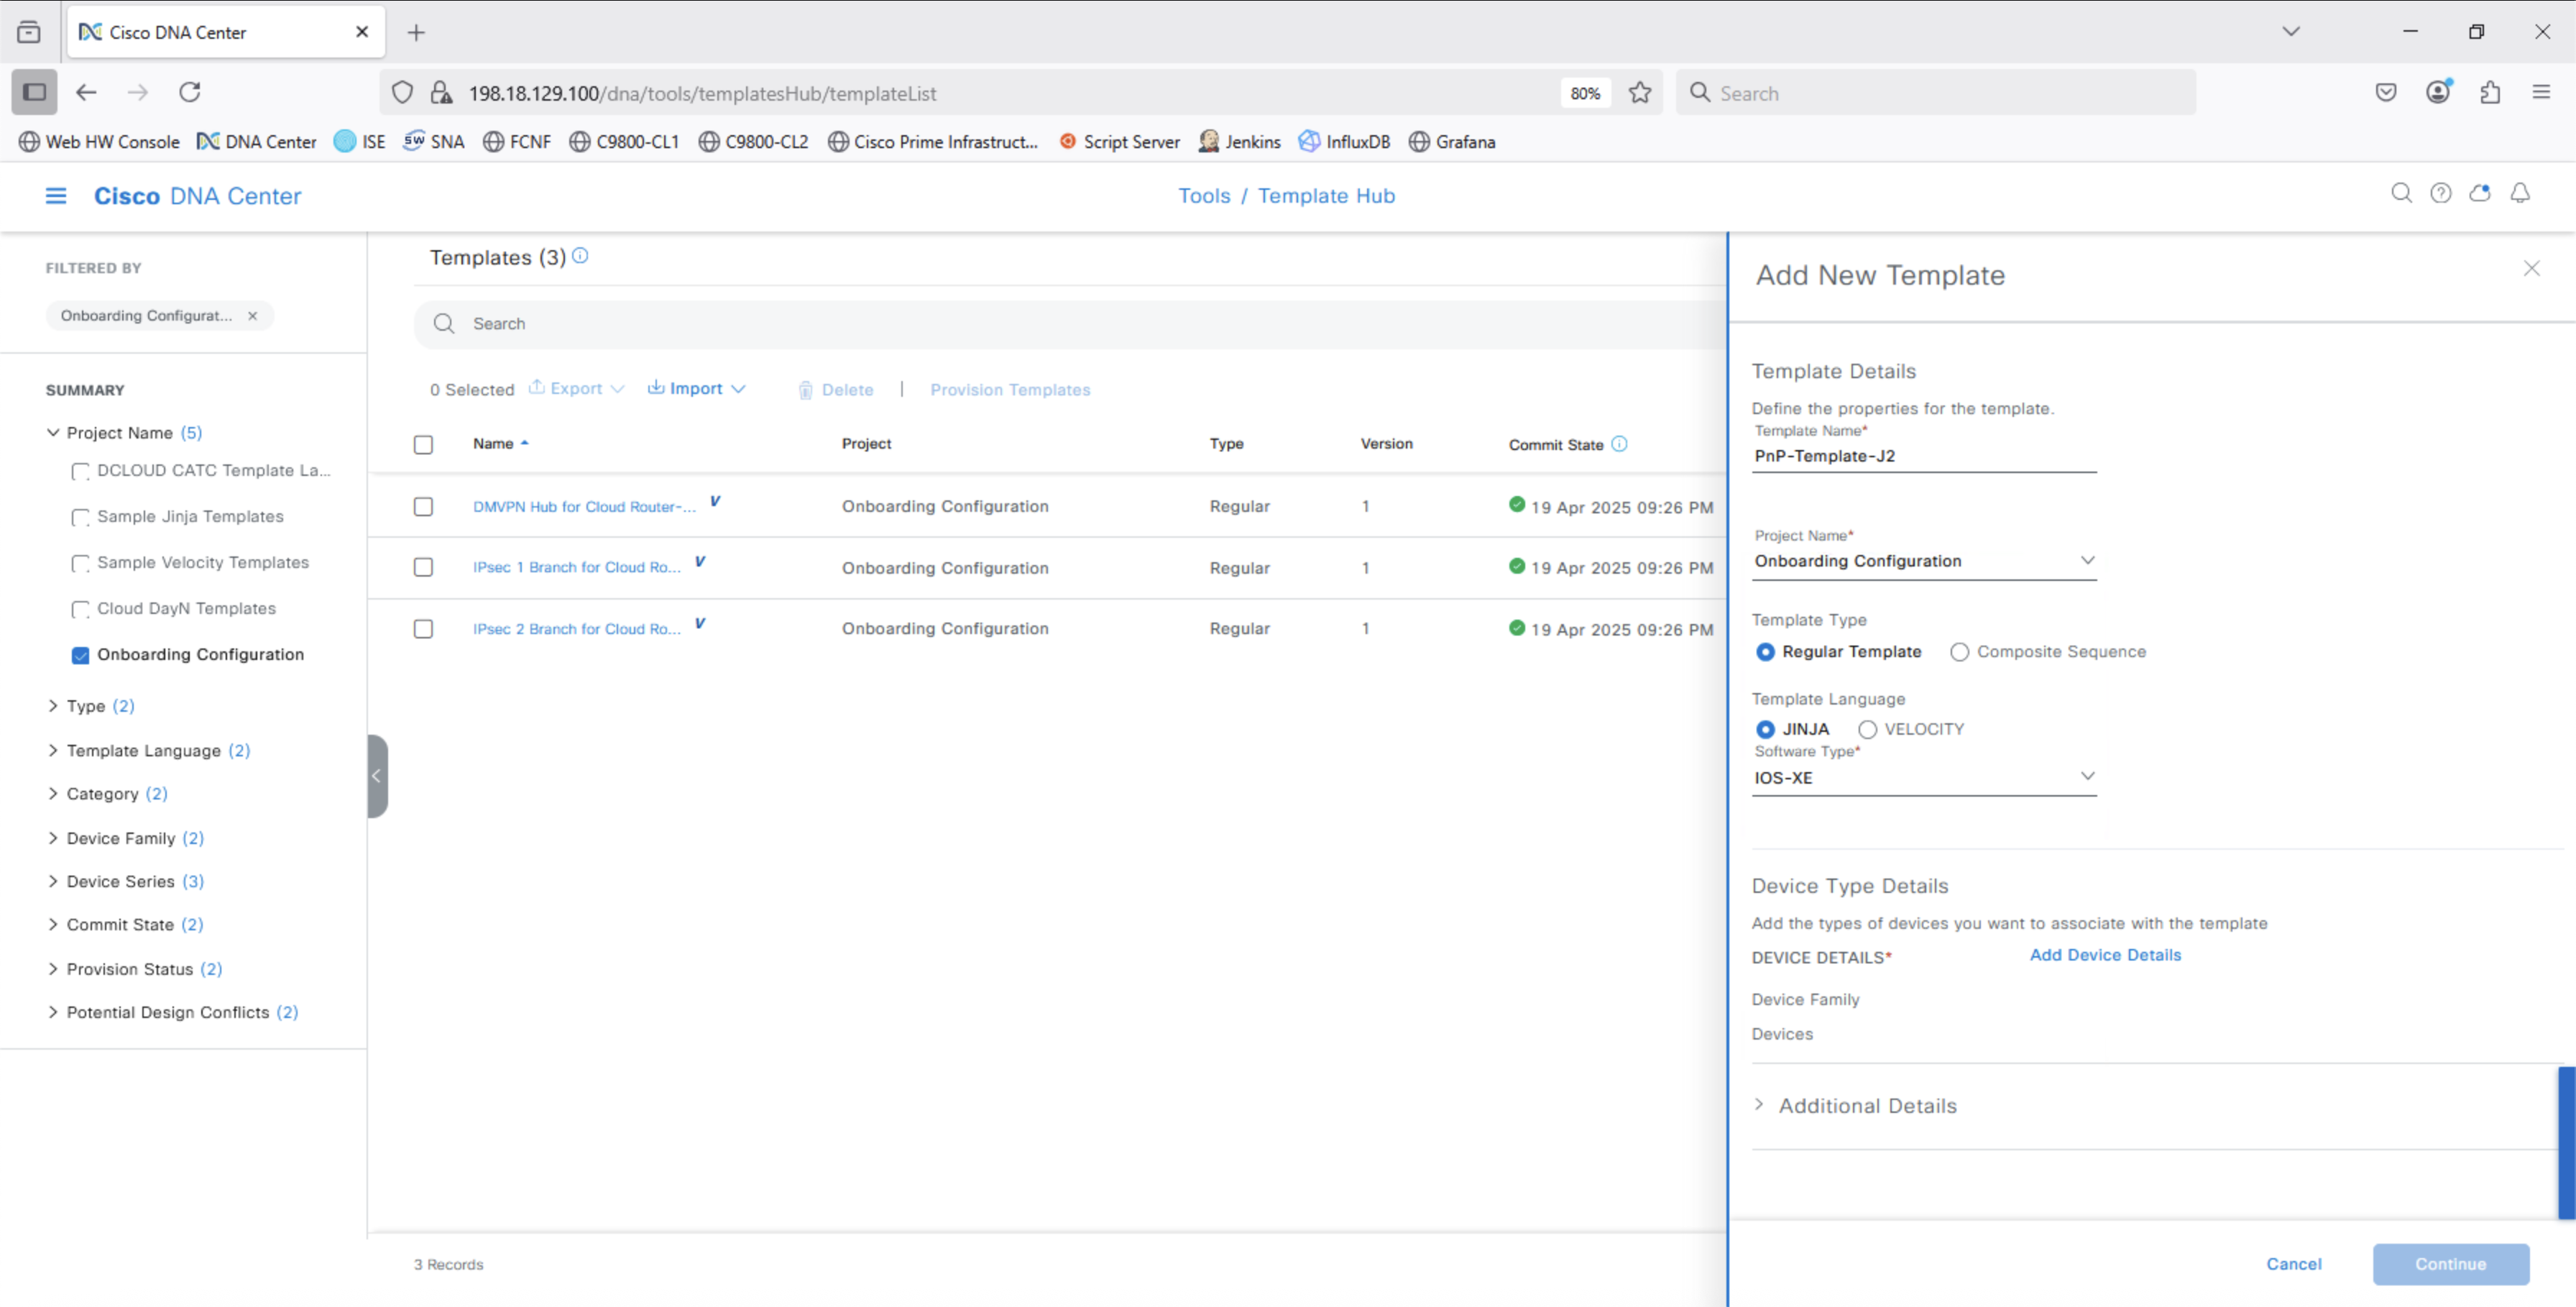 Cisco DNA Center
198.18.129.100/dna/tools/templatesHub/templateList
80%
Search
Web HW Console
DNA Center
ISE
SNA
FCNF
C9800-CL1
C9800-CL2
Cisco Prime Infrastruct...
Script Server
Jenkins
InfluxDB
Grafana
Cisco DNA Center
Tools / Template Hub
FILTERED BY
Onboarding Configurat...
SUMMARY
Project Name (5)
DCLOUD CATC Template La...
Sample Jinja Templates
Sample Velocity Templates
Cloud DayN Templates
Onboarding Configuration
Type (2)
Template Language (2)
Category (2)
Device Family (2)
Device Series (3)
Commit State (2)
Provision Status (2)
Potential Design Conflicts (2)
Templates (3)
Search
0 Selected Export Import Delete | Provision Templates
Name Project Type Version Commit State
DMVPN Hub for Cloud Router-... V Onboarding Configuration Regular 1 19 Apr 2025 09:26 PM
IPsec 1 Branch for Cloud Ro... V Onboarding Configuration Regular 1 19 Apr 2025 09:26 PM
IPsec 2 Branch for Cloud Ro... V Onboarding Configuration Regular 1 19 Apr 2025 09:26 PM
3 Records
Add New Template
Template Details
Define the properties for the template.
Template Name*
PnP-Template-J2
Project Name*
Onboarding Configuration
Template Type
Regular Template Composite Sequence
Template Language
JINJA VELOCITY
Software Type*
IOS-XE
Device Type Details
Add the types of devices you want to associate with the template
DEVICE DETAILS* Add Device Details
Device Family
Devices
Additional Details
Cancel Continue